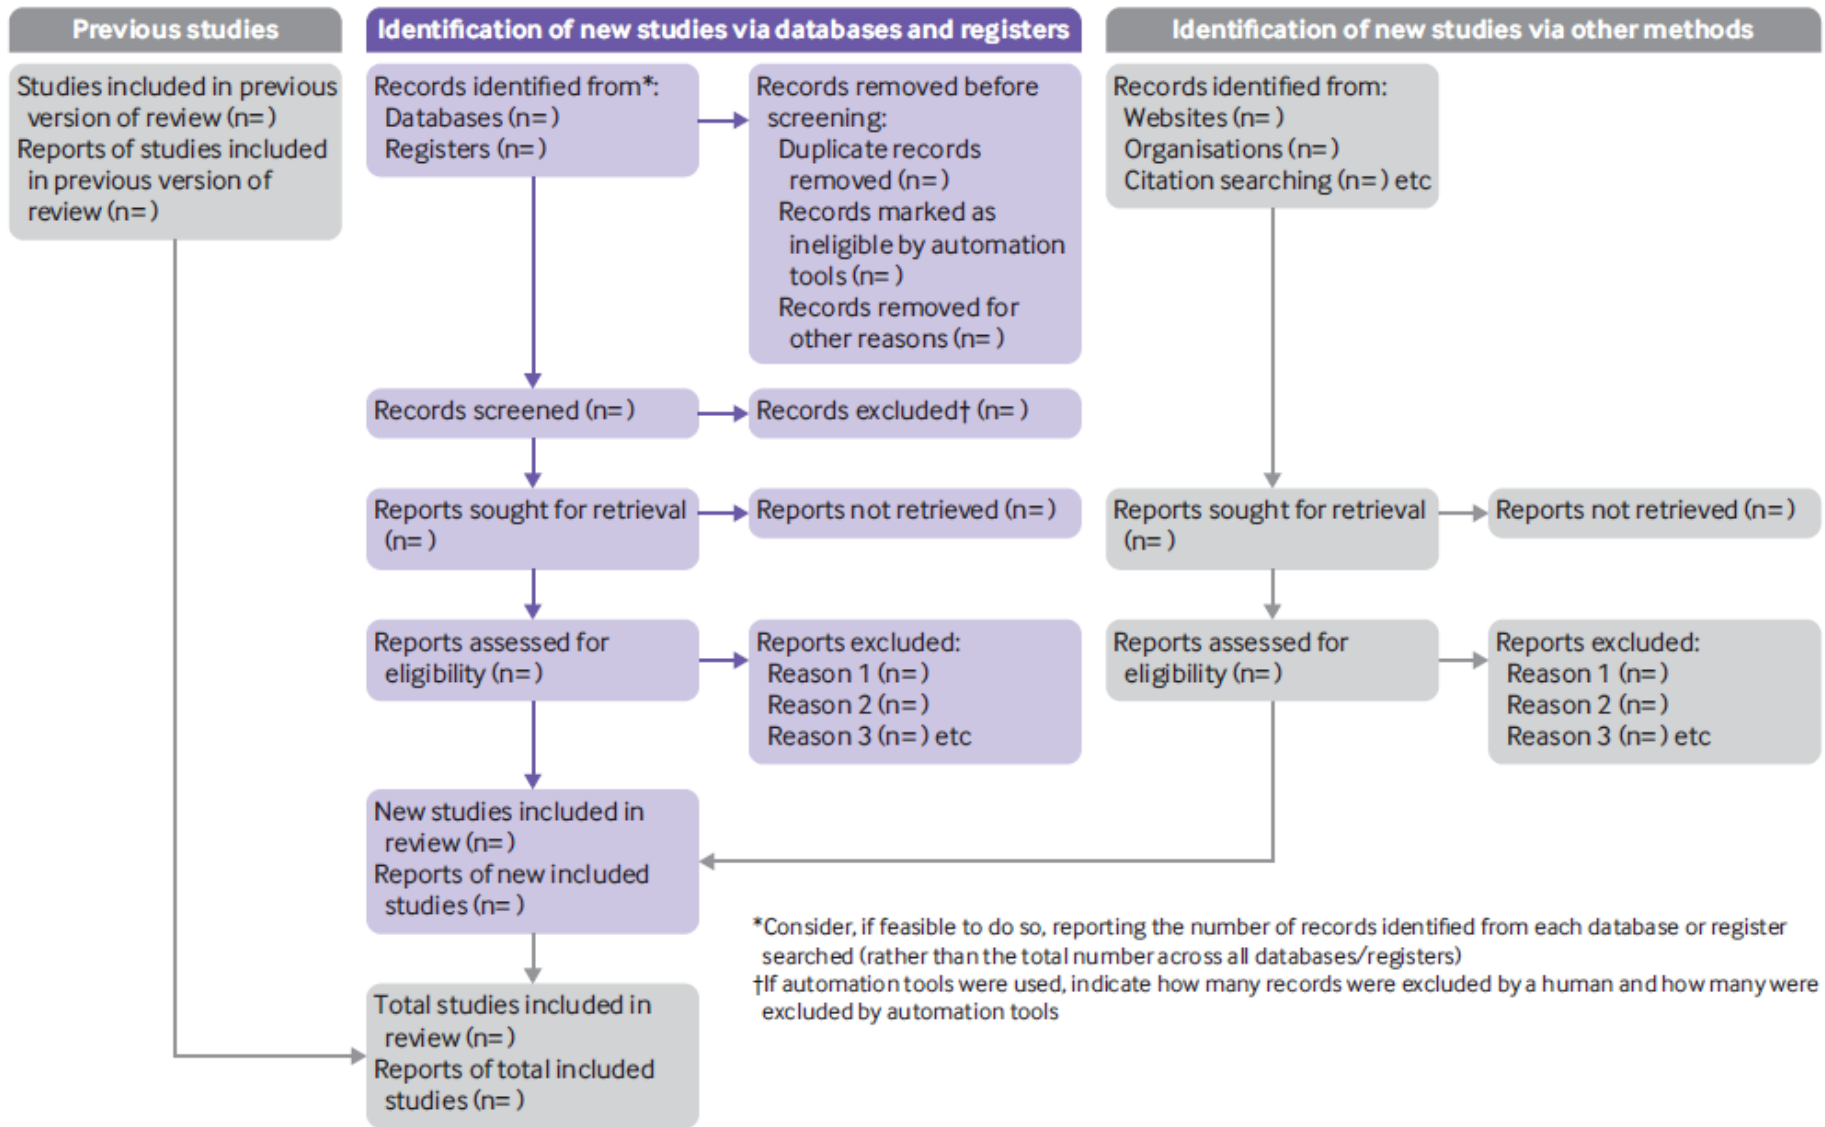 Previous studies
Studies included in previous
version of review (n= )
Reports of studies included
in previous version of
review (n= )
Identification of new studies via databases and registers
Records identified from*:
Databases (n= )
Registers (n= )
Records removed before
screening:
Duplicate records
removed (n= )
Records marked as
ineligible by automation
tools (n= )
Records removed for
other reasons (n= )
Records screened (n= )
Records excluded† (n= )
Reports sought for retrieval
(n= )
Reports not retrieved (n= )
Reports assessed for
eligibility (n= )
Reports excluded:
Reason 1 (n= )
Reason 2 (n= )
Reason 3 (n= ) etc
New studies included in
review (n= )
Reports of new included
studies (n= )
Total studies included in
review (n= )
Reports of total included
studies (n= )
Identification of new studies via other methods
Records identified from:
Websites (n= )
Organisations (n= )
Citation searching (n= ) etc
Reports sought for retrieval
(n= )
Reports not retrieved (n= )
Reports assessed for
eligibility (n= )
Reports excluded:
Reason 1 (n= )
Reason 2 (n= )
Reason 3 (n= ) etc
*Consider, if feasible to do so, reporting the number of records identified from each database or register
searched (rather than the total number across all databases/registers)
†If automation tools were used, indicate how many records were excluded by a human and how many were
excluded by automation tools